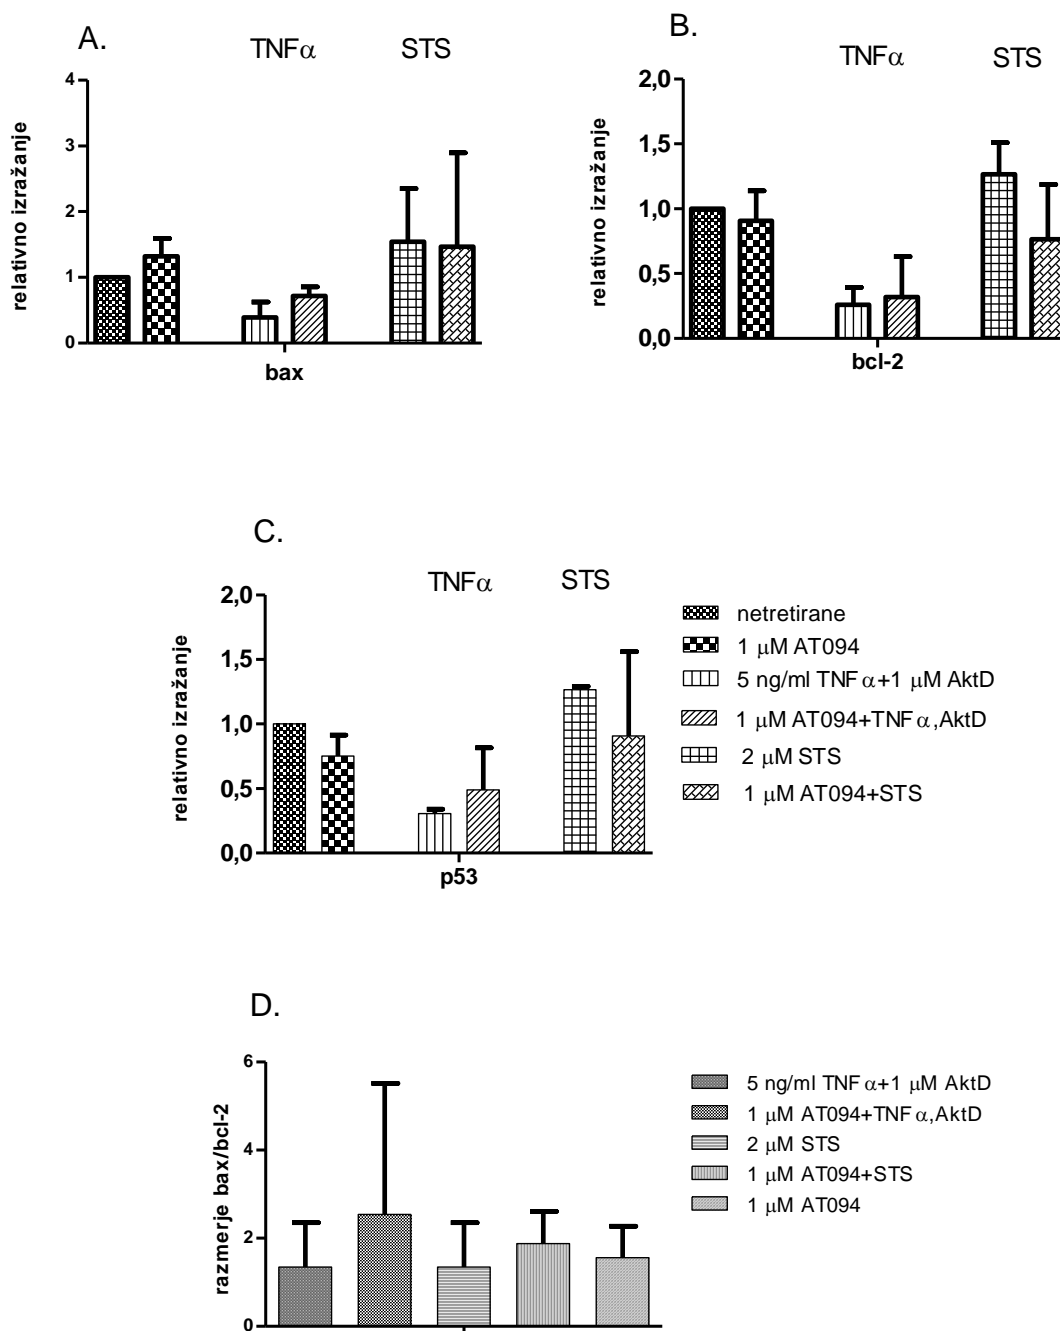 A.
TNFα
STS
4
3
2
1
0
relativno izražanje
bax
B.
TNFα
STS
2,0
1,5
1,0
0,5
0,0
relativno izražanje
bcl-2
C.
TNFα
STS
2,0
1,5
1,0
0,5
0,0
relativno izražanje
p53
netretirane
1 μM AT094
5 ng/ml TNFα+1 μM AktD
1 μM AT094+TNFα,AktD
2 μM STS
1 μM AT094+STS
D.
6
4
2
0
razmerje bax/bcl-2
5 ng/ml TNFα+1 μM AktD
1 μM AT094+TNFα,AktD
2 μM STS
1 μM AT094+STS
1 μM AT094